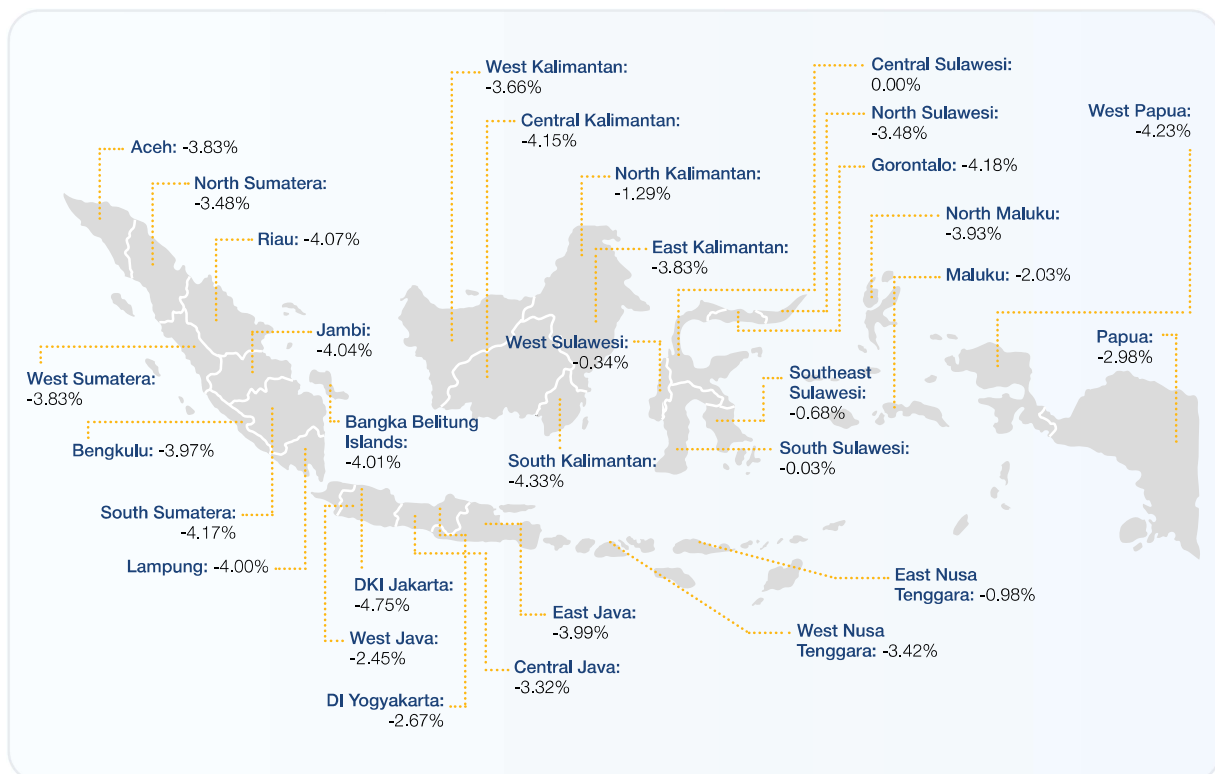 West Kalimantan:
-3.66%
Central Kalimantan:
-4.15%
North Kalimantan:
-1.29%
East Kalimantan:
-3.83%
Central Sulawesi:
0.00%
North Sulawesi:
-3.48%
Gorontalo: -4.18%
West Papua:
-4.23%
North Maluku:
-3.93%
Maluku: -2.03%
Papua:
-2.98%
Aceh: -3.83%
North Sumatera:
-3.48%
Riau: -4.07%
Jambi:
-4.04%
West Sumatera:
-3.83%
Bengkulu: -3.97%
Bangka Belitung
Islands:
-4.01%
South Sumatera:
-4.17%
Lampung: -4.00%
West Sulawesi:
-0.34%
Southeast
Sulawesi:
-0.68%
South Sulawesi:
-0.03%
South Kalimantan:
-4.33%
DKI Jakarta:
-4.75%
West Java:
-2.45%
DI Yogyakarta:
-2.67%
East Java:
-3.99%
Central Java:
-3.32%
East Nusa
Tenggara: -0.98%
West Nusa
Tenggara: -3.42%